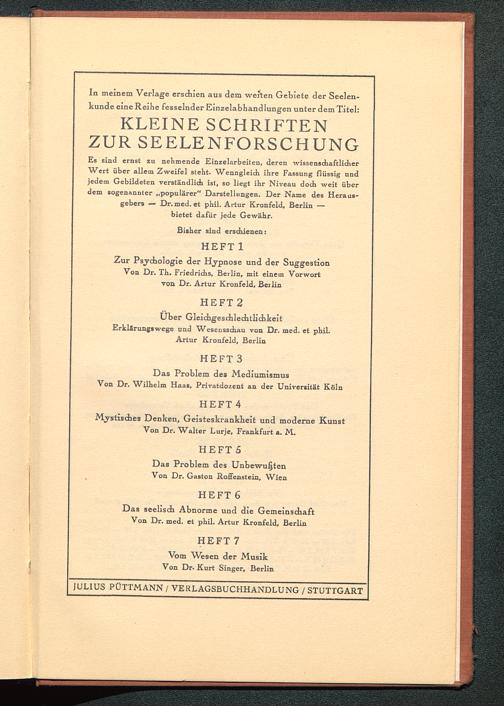 In meinem Verlage erschien aus dem weiten Gebiete der Seelen-
kunde eine Reihe fesselnder Einzelabhandlungen unter dem Titel:
KLEINE SCHRIFTEN
ZUR SEELENFORSCHUNG
Es sind ernst zu nehmende Einzelarbeiten, deren wissenschaftlicher
Wert über allem Zweifel steht. Wenngleich ihre Fassung flüssig und
jedem Gebildeten verständlich ist, so liegt ihr Niveau doch weit über
dem sogenannter „populärer" Darstellungen. Der Name des Heraus-
gebers — Dr. med. et phil. Artur Kronfeld, Berlin —
bietet dafür jede Gewähr.
Bisher sind erschienen:
HEFT 1
Zur Psychologie der Hypnose und der Suggestion
Von Dr. Th. Friedrichs, Berlin, mit einem Vorwort
von Dr. Artur Kronfeld, Berlin
HEFT 2
Über Gleichgeschlechtlichkeit
Erklärungswege und Wesensschau von Dr. med. et phil.
Artur Kronfeld, Berlin
HEFT 3
Das Problem des Mediumismus
Von Dr. Wilhelm Haas, Privatdozent an der Universität Köln
HEFT 4
Mystisches Denken, Geisteskrankheit und moderne Kunst
Von Dr. Walter Lurje, Frankfurt a. M.
HEFT 5
Das Problem des Unbewußten
Von Dr. Gaston Roffenstein, Wien
HEFT 6
Das seelisch Abnorme und die Gemeinschaft
Von Dr. med. et phil. Artur Kronfeld, Berlin
HEFT 7
Vom Wesen der Musik
Von Dr. Kurt Singer, Berlin
JULIUS PÜTTMANN / VERLAGSBUCHHANDLUNG / STUTTGART